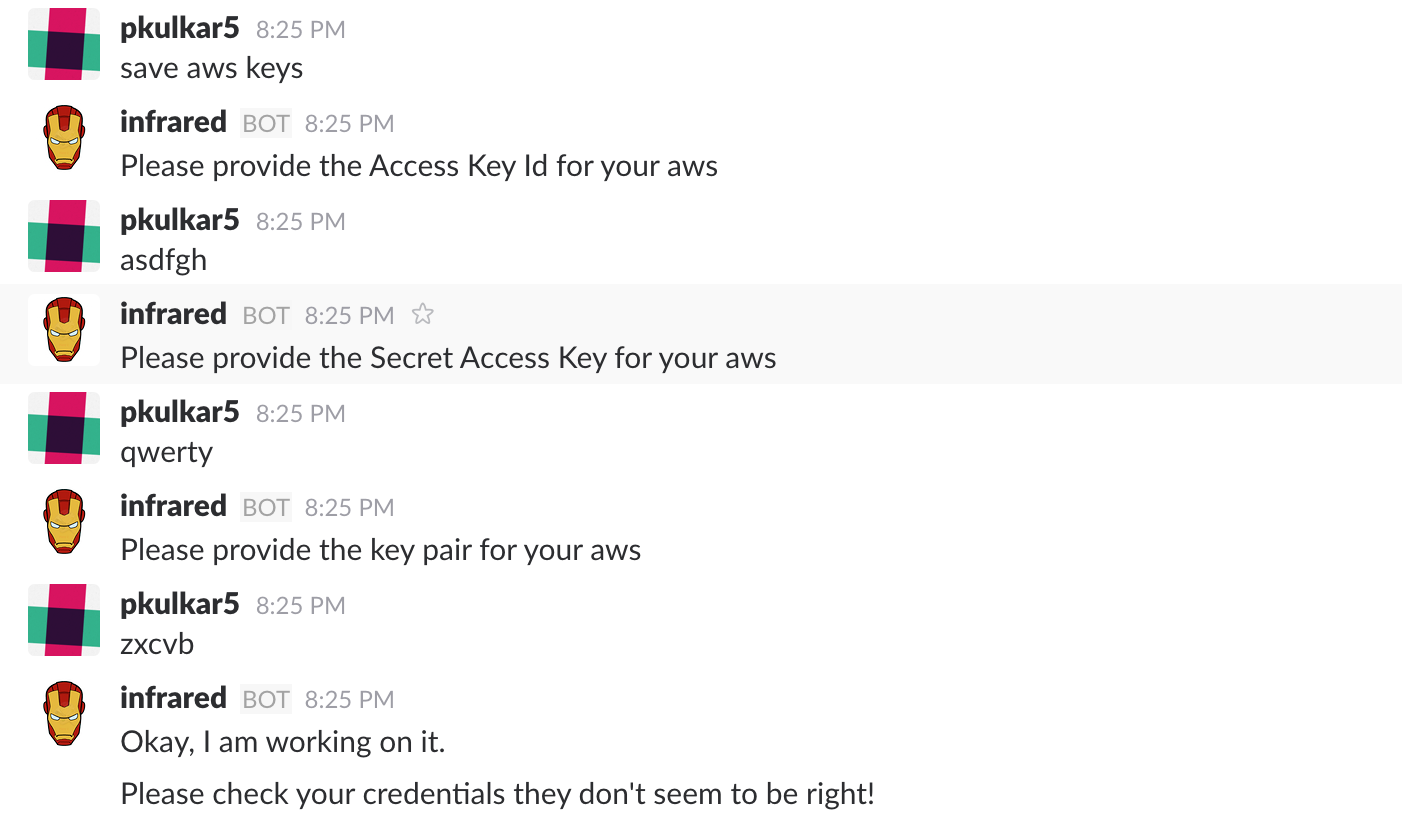 pkulkar5 8:25 PM
save aws keys
infrared BOT 8:25 PM
Please provide the Access Key Id for your aws
pkulkar5 8:25 PM
asdfgh
infrared BOT 8:25 PM
Please provide the Secret Access Key for your aws
pkulkar5 8:25 PM
qwerty
infrared BOT 8:25 PM
Please provide the key pair for your aws
pkulkar5 8:25 PM
zxcvb
infrared BOT 8:25 PM
Okay, I am working on it.
Please check your credentials they don't seem to be right!